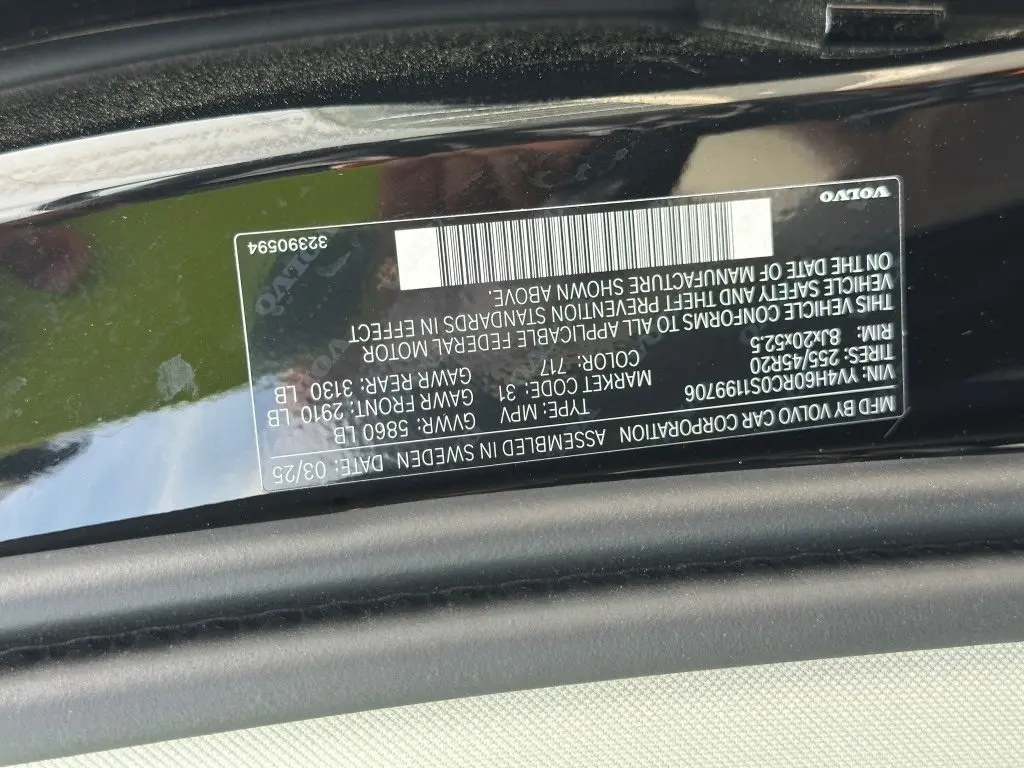 MFD BY VOLVO CAR CORPORATION ASSEMBLED IN SWEDEN DATE: 03/25
VIN: YV4H60RC0S1199706 TYPE: MPV GVWR: 5860 LB
TIRES: 255/45R20 MARKET CODE: 31 GAWR FRONT: 2910 LB
RIM: 8Jx20x52.5 COLOR: 717 GAWR REAR: 3130 LB
THIS VEHICLE CONFORMS TO ALL APPLICABLE FEDERAL MOTOR
VEHICLE SAFETY AND THEFT PREVENTION STANDARDS IN EFFECT
ON THE DATE OF MANUFACTURE SHOWN ABOVE.
VOLVO
32390594